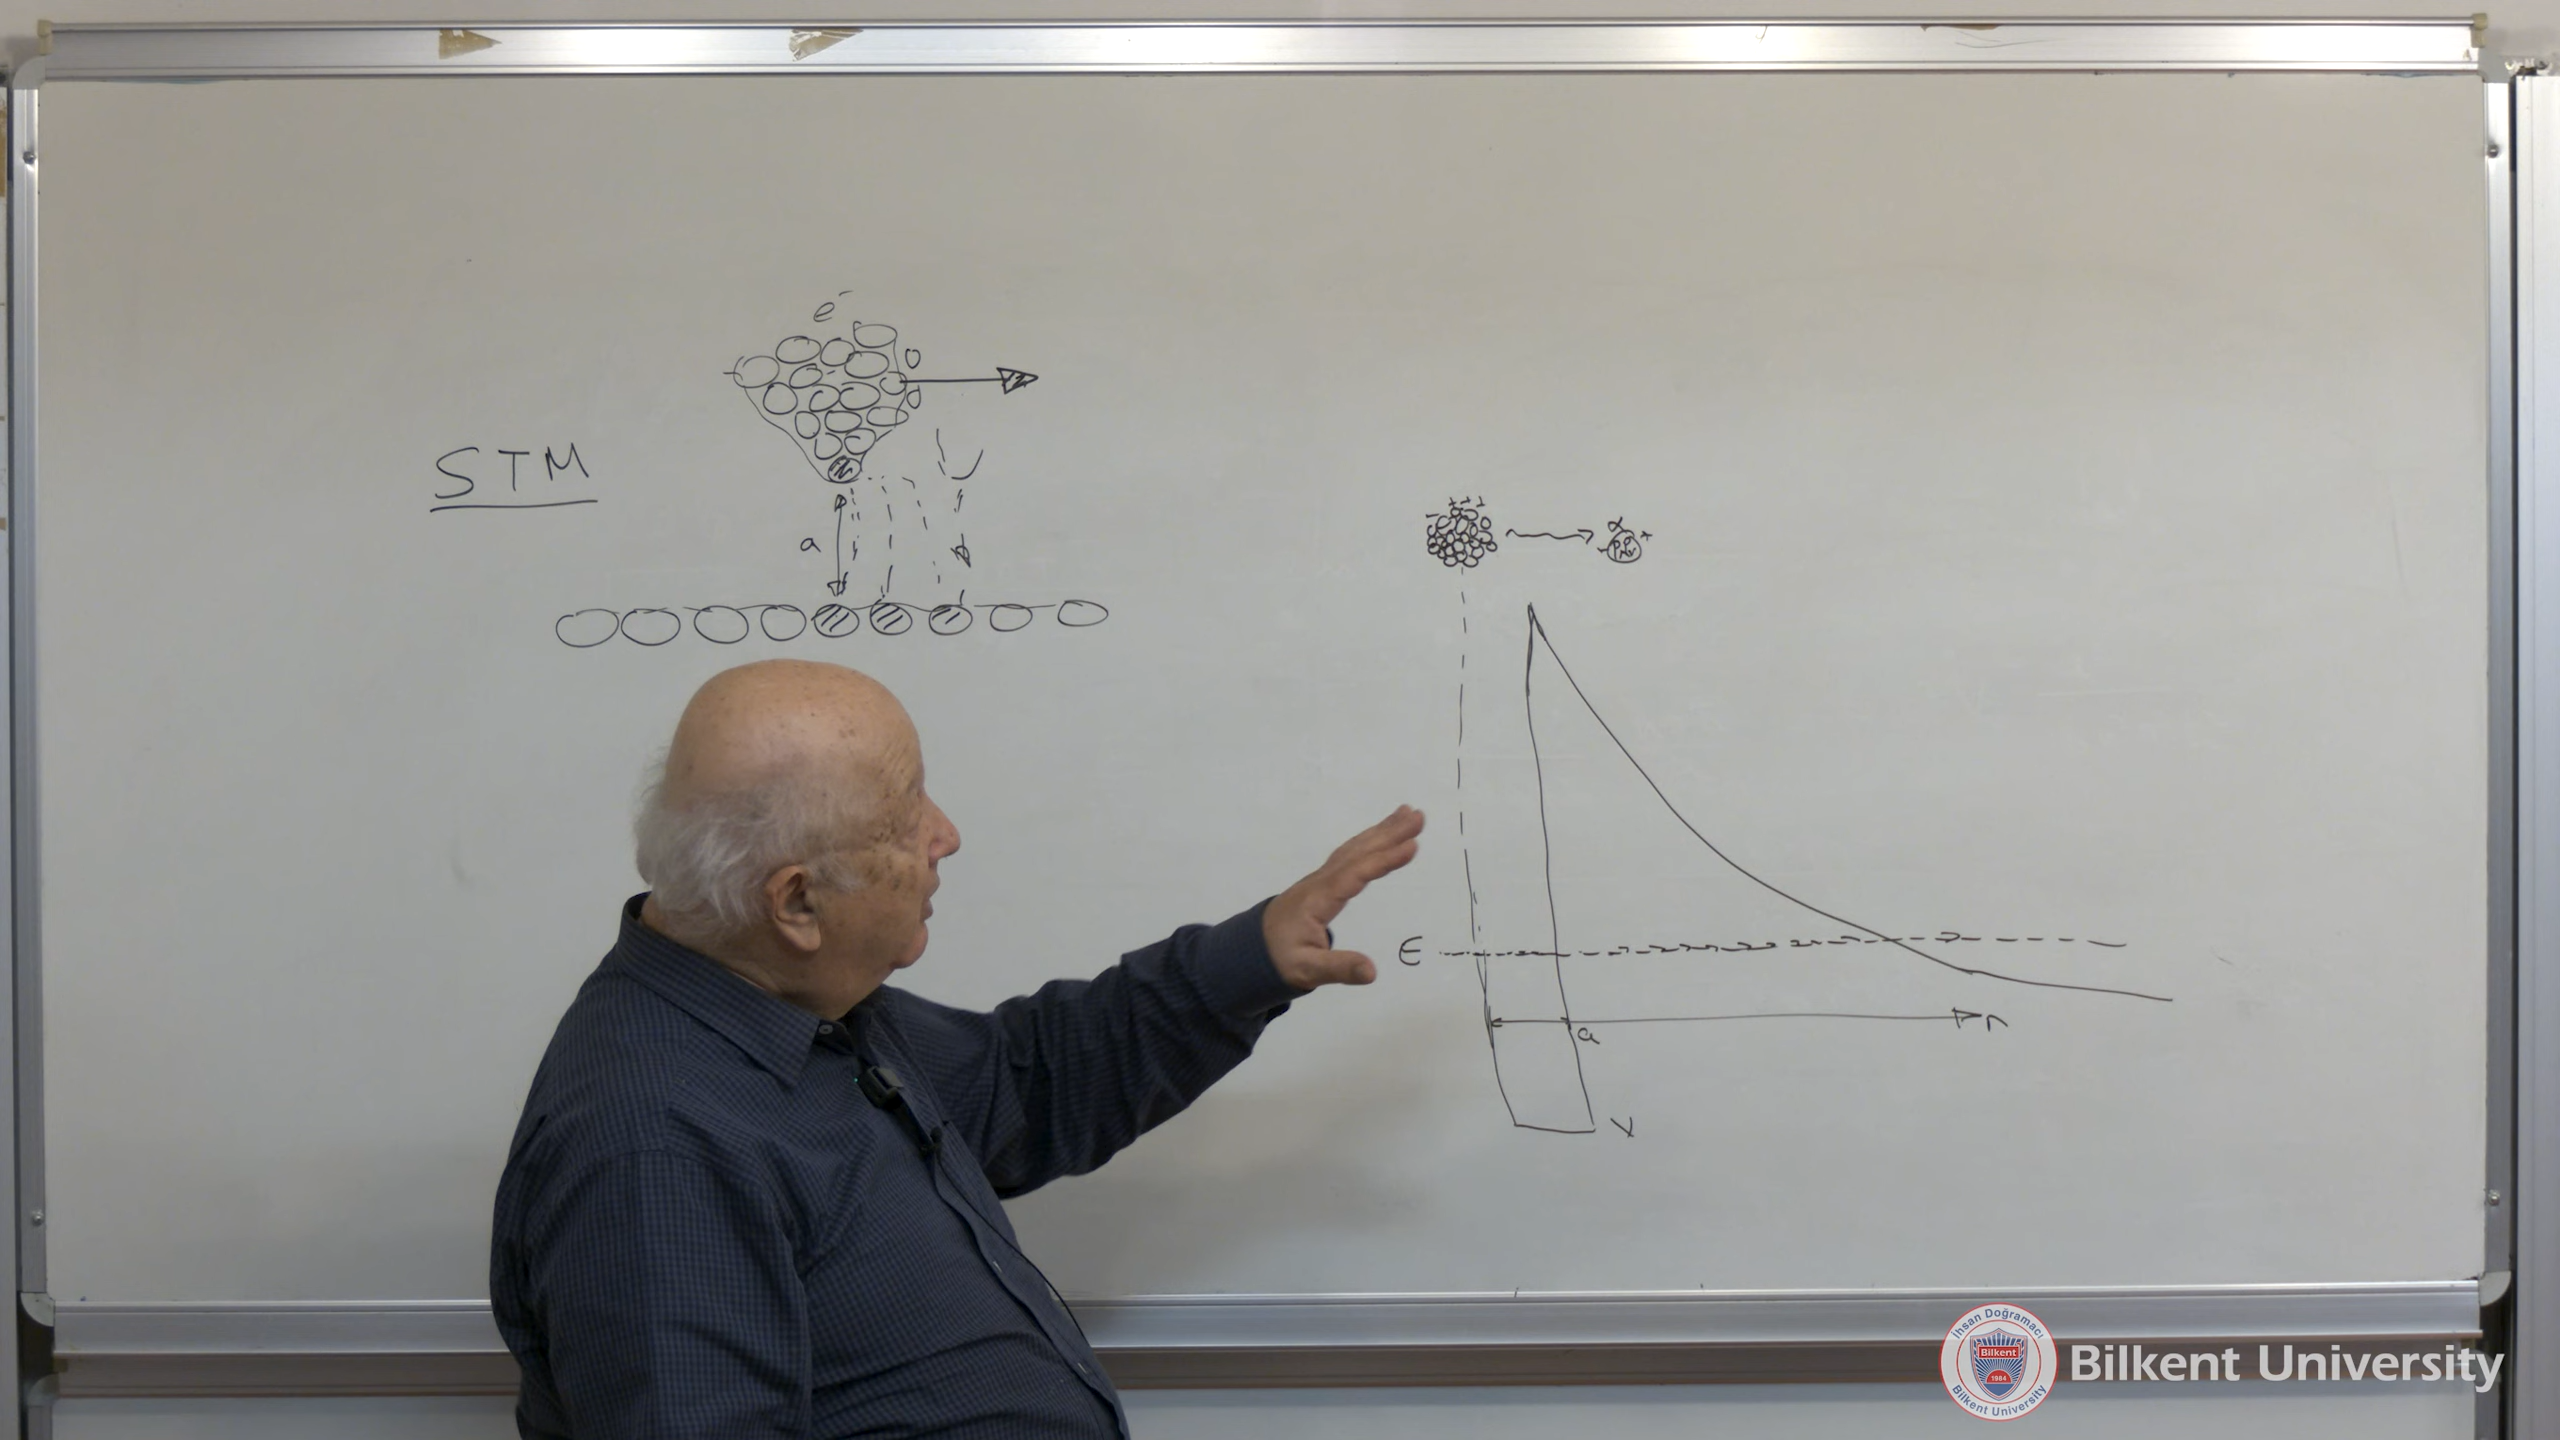 e⁻
STM
a
+++
α
+
E
r
a
V
İhsan Doğramacı
Bilkent
1984
Bilkent University
Bilkent University